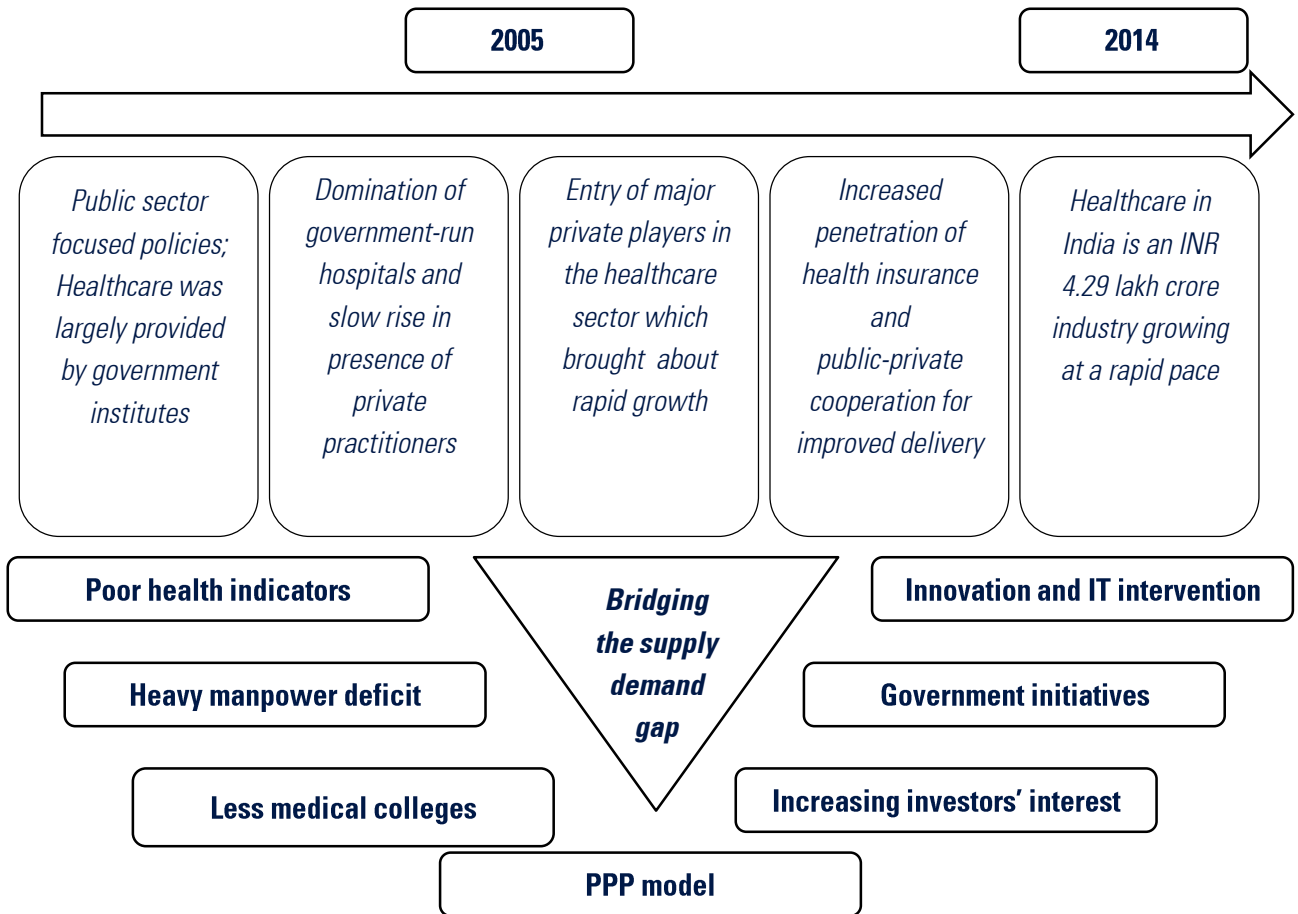 2005
2014
Public sector
focused policies;
Healthcare was
largely provided
by government
institutes
Domination of
government-run
hospitals and
slow rise in
presence of
private
practitioners
Entry of major
private players in
the healthcare
sector which
brought about
rapid growth
Increased
penetration of
health insurance
and
public-private
cooperation for
improved delivery
Healthcare in
India is an INR
4.29 lakh crore
industry growing
at a rapid pace
Poor health indicators
Heavy manpower deficit
Less medical colleges
Bridging
the supply
demand
gap
Innovation and IT intervention
Government initiatives
Increasing investors’ interest
PPP model